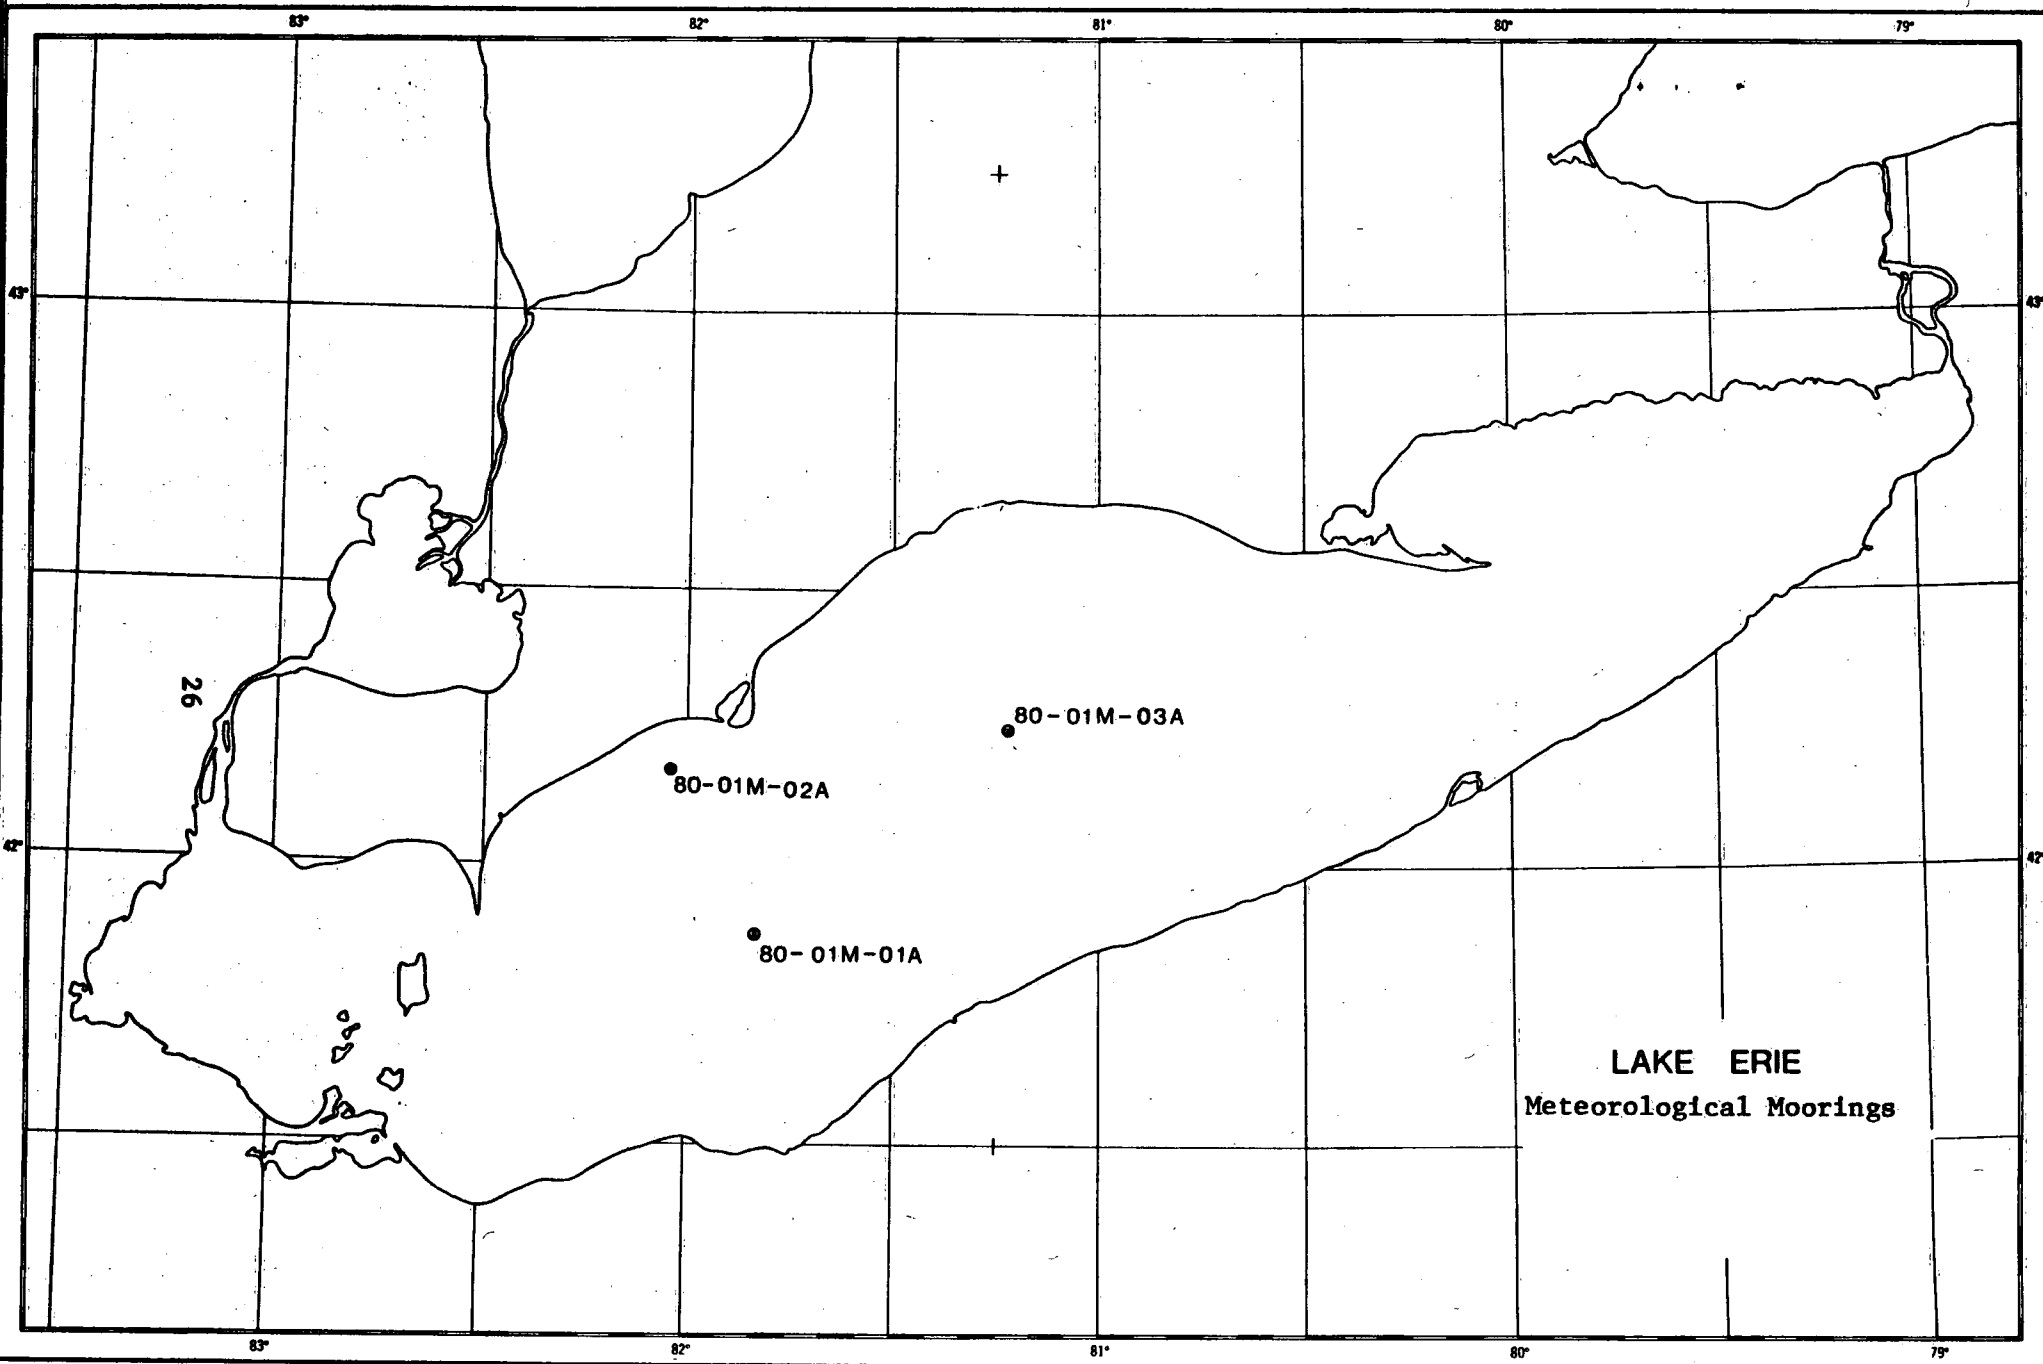 83° 82° 81° 80° 79°
43° 43°
26
80-01M-03A
80-01M-02A
42° 42°
80-01M-01A
LAKE ERIE
Meteorological Moorings
83° 82° 81° 80° 79°